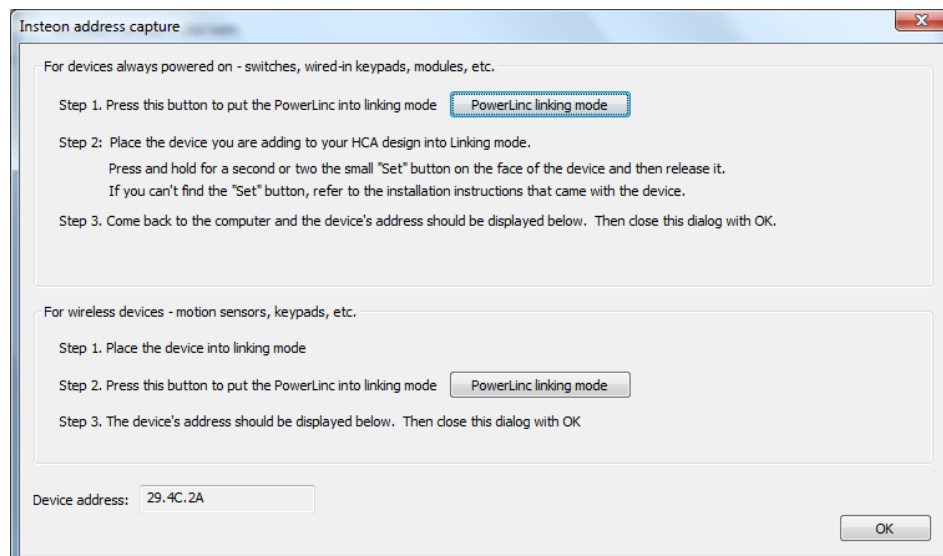 Insteon address capture
For devices always powered on - switches, wired-in keypads, modules, etc.
Step 1. Press this button to put the PowerLinc into linking mode PowerLinc linking mode
Step 2: Place the device you are adding to your HCA design into Linking mode.
Press and hold for a second or two the small "Set" button on the face of the device and then release it.
If you can't find the "Set" button, refer to the installation instructions that came with the device.
Step 3. Come back to the computer and the device's address should be displayed below. Then close this dialog with OK.
For wireless devices - motion sensors, keypads, etc.
Step 1. Place the device into linking mode
Step 2. Press this button to put the PowerLinc into linking mode PowerLinc linking mode
Step 3. The device's address should be displayed below. Then close this dialog with OK
Device address: 29.4C.2A
OK